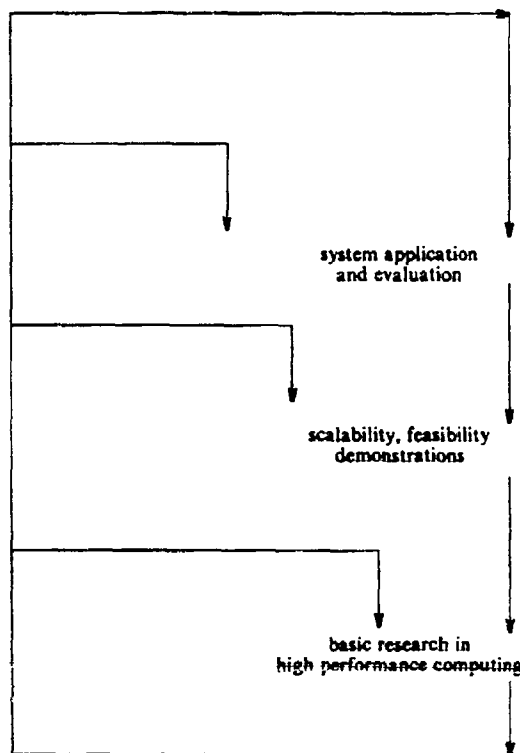 system application
and evaluation
scalability, feasibility
demonstrations
basic research in
high performance computing